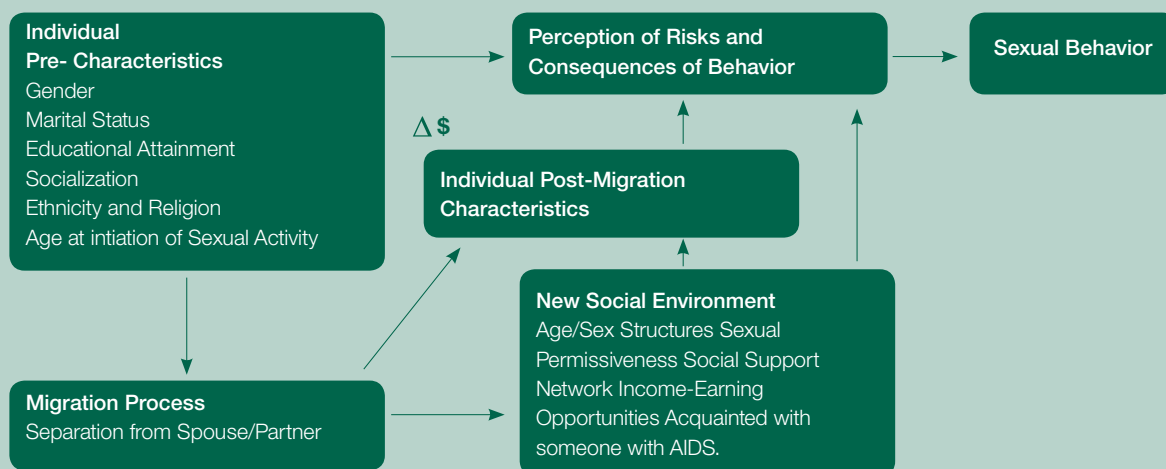 Individual
Pre- Characteristics
Gender
Marital Status
Educational Attainment
Socialization
Ethnicity and Religion
Age at intiation of Sexual Activity
Perception of Risks and
Consequences of Behavior
Sexual Behavior
Δ $
Individual Post-Migration
Characteristics
New Social Environment
Age/Sex Structures Sexual
Permissiveness Social Support
Network Income-Earning
Opportunities Acquainted with
someone with AIDS.
Migration Process
Separation from Spouse/Partner